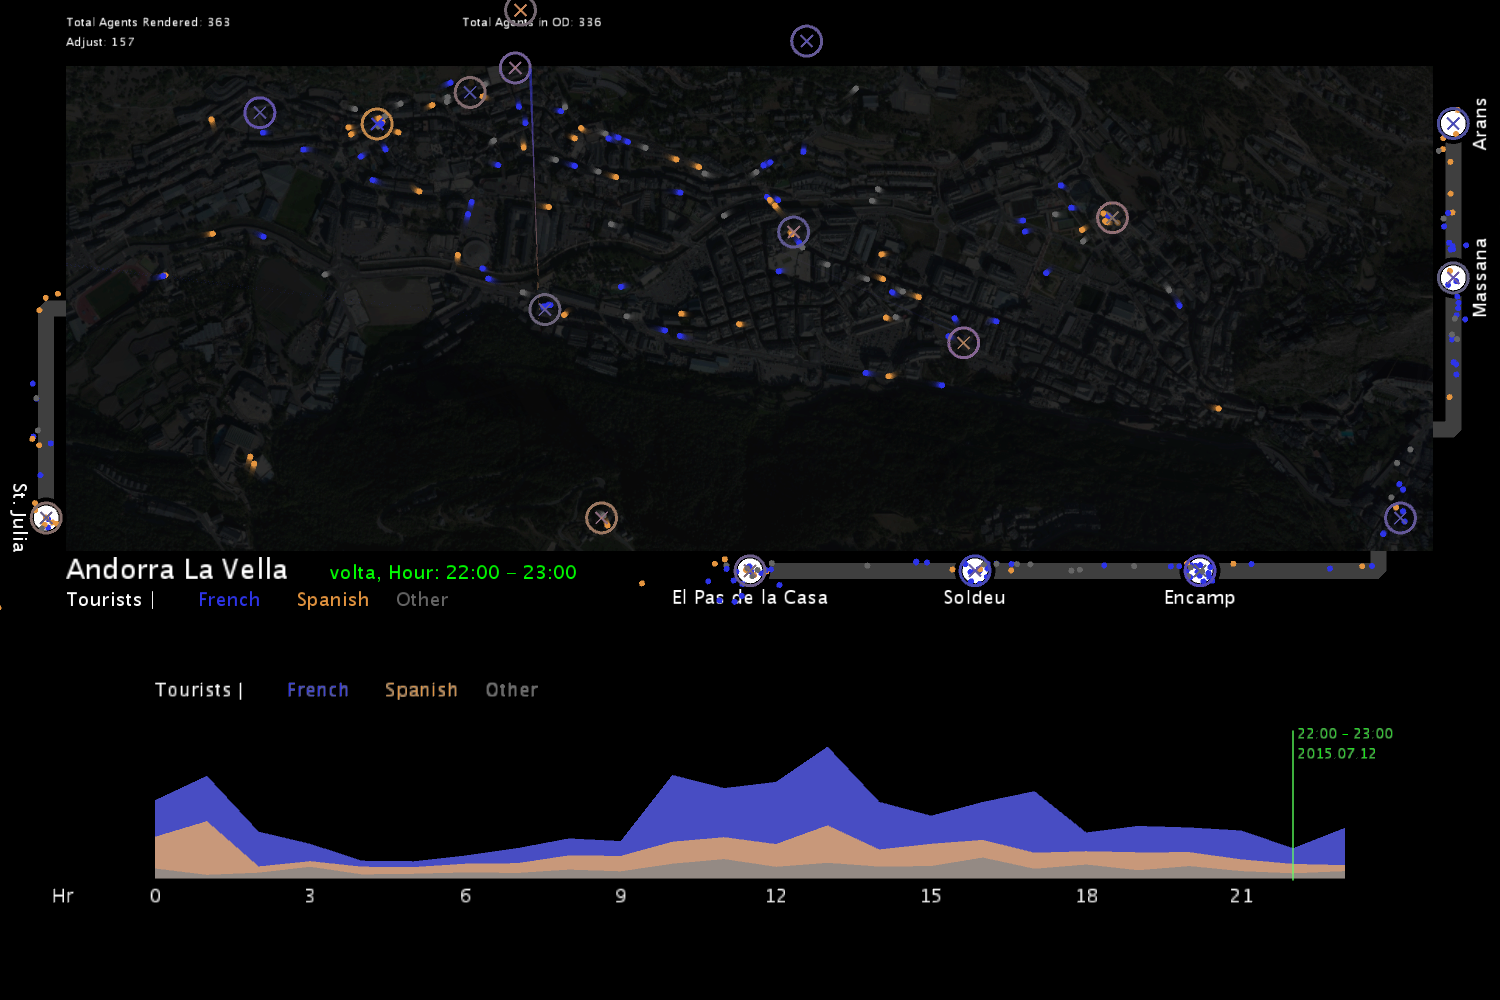 Total Agents Rendered: 363
Total Agents in OD: 336
Adjust: 157
Arans
Massana
St. Julia
Andorra La Vella
volta, Hour: 22:00 – 23:00
Tourists | French Spanish Other
El Pas de la Casa
Soldeu
Encamp
Tourists | French Spanish Other
22:00 – 23:00
2015.07.12
Hr 0 3 6 9 12 15 18 21